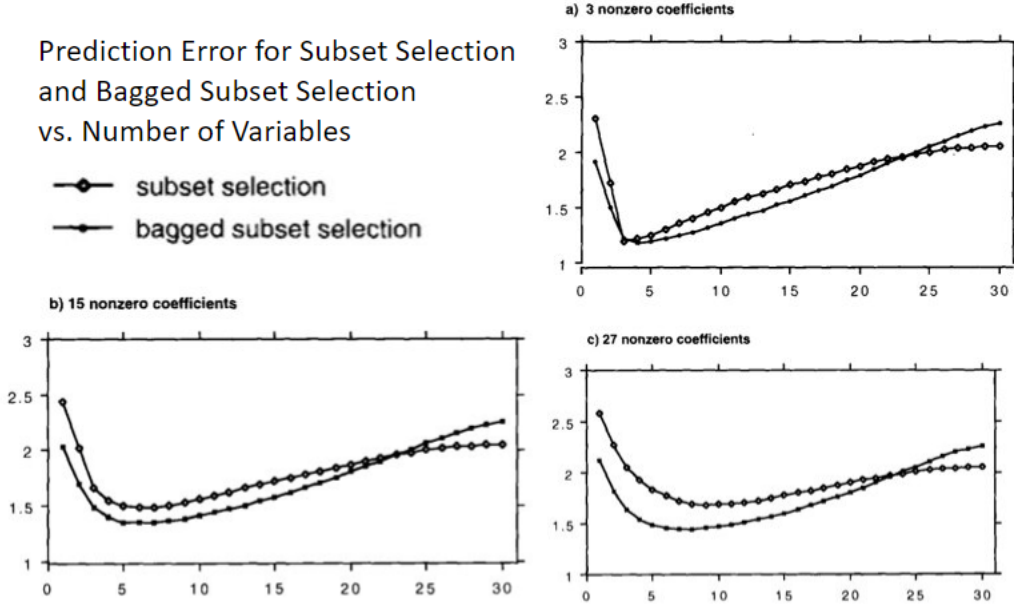 Prediction Error for Subset Selection
and Bagged Subset Selection
vs. Number of Variables
subset selection
bagged subset selection
a) 3 nonzero coefficients
3
2.5
2
1.5
1
0 5 10 15 20 25 30
b) 15 nonzero coefficients
3
2.5
2
1.5
1
0 5 10 15 20 25 30
c) 27 nonzero coefficients
3
2.5
2
1.5
1
0 5 10 15 20 25 30